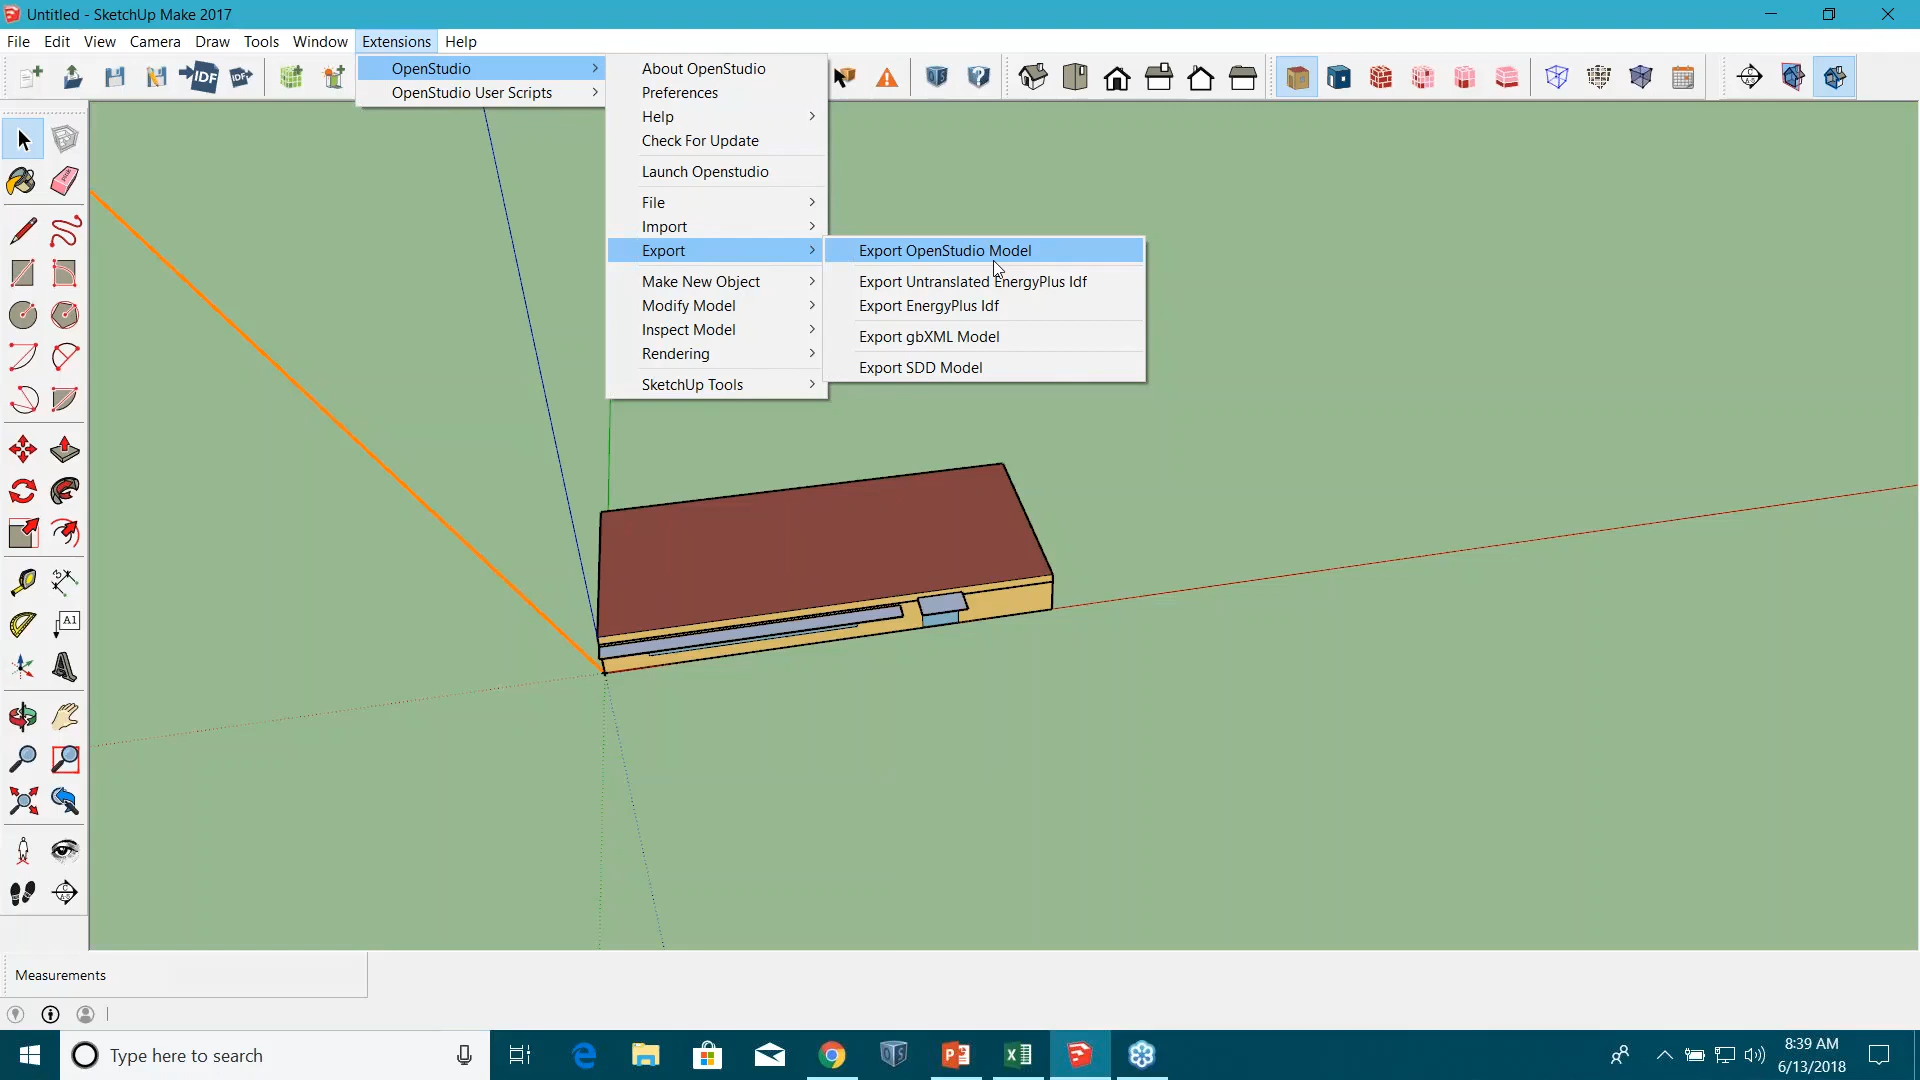 Untitled - SketchUp Make 2017
File Edit View Camera Draw Tools Window Extensions Help
IDF IDF
OpenStudio
OpenStudio User Scripts
About OpenStudio
Preferences
Help
Check For Update
Launch Openstudio
File
Import
Export
Make New Object
Modify Model
Inspect Model
Rendering
SketchUp Tools
Export OpenStudio Model
Export Untranslated EnergyPlus Idf
Export EnergyPlus Idf
Export gbXML Model
Export SDD Model
A1
Measurements
Type here to search
8:39 AM
6/13/2018